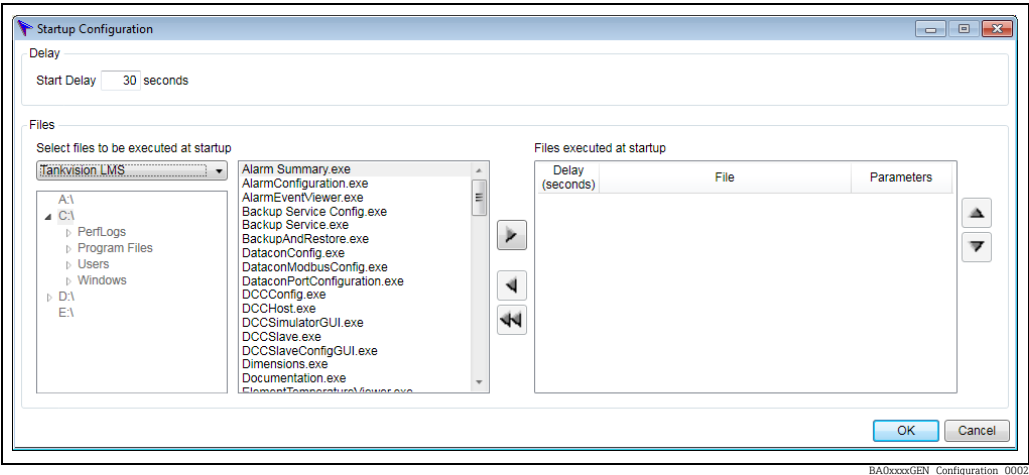 Startup Configuration
Delay
Start Delay 30 seconds
Files
Select files to be executed at startup
Tankvision LMS
A:\
C:\
PerfLogs
Program Files
Users
Windows
D:\
E:\
Alarm Summary.exe
AlarmConfiguration.exe
AlarmEventViewer.exe
Backup Service Config.exe
Backup Service.exe
BackupAndRestore.exe
DataconConfig.exe
DataconModbusConfig.exe
DataconPortConfiguration.exe
DCCConfig.exe
DCCHost.exe
DCCSimulatorGUI.exe
DCCSlave.exe
DCCSlaveConfigGUI.exe
Dimensions.exe
Documentation.exe
ElementTemperatureViewer.exe
Files executed at startup
Delay (seconds) File Parameters
OK Cancel
BA0xxxxGEN_Configuration_0002